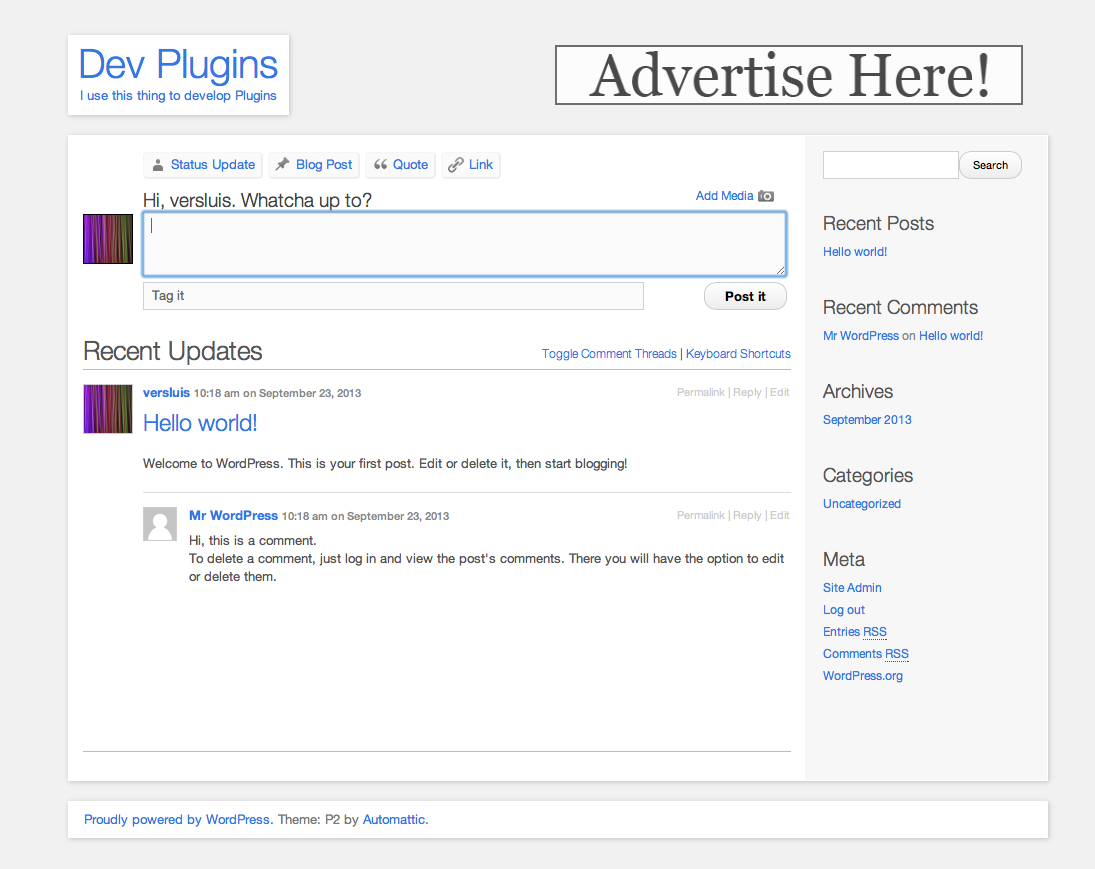 Dev Plugins
I use this thing to develop Plugins
Advertise Here!
Status Update
Blog Post
Quote
Link
Hi, versluis. Whatcha up to?
Add Media
Tag it
Post it
Recent Updates
Toggle Comment Threads | Keyboard Shortcuts
versluis 10:18 am on September 23, 2013
Permalink | Reply | Edit
Hello world!
Welcome to WordPress. This is your first post. Edit or delete it, then start blogging!
Mr WordPress 10:18 am on September 23, 2013
Permalink | Reply | Edit
Hi, this is a comment.
To delete a comment, just log in and view the post's comments. There you will have the option to edit
or delete them.
Search
Recent Posts
Hello world!
Recent Comments
Mr WordPress on Hello world!
Archives
September 2013
Categories
Uncategorized
Meta
Site Admin
Log out
Entries RSS
Comments RSS
WordPress.org
Proudly powered by WordPress. Theme: P2 by Automattic.